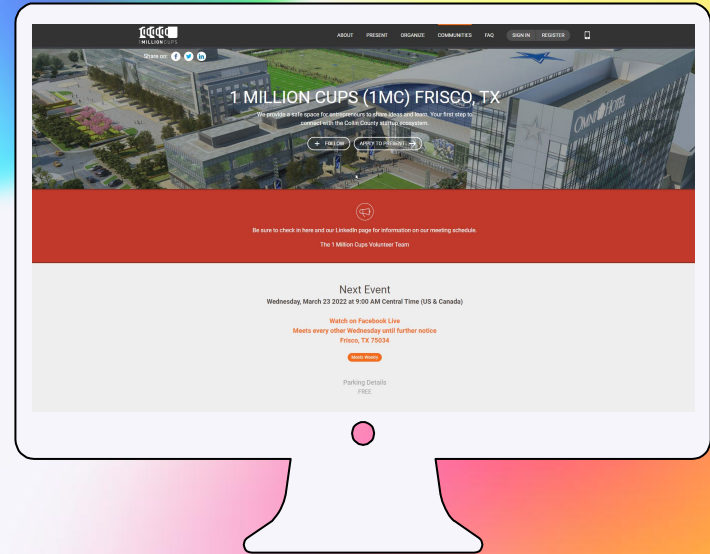 1MILLIONCUPS
ABOUT PRESENT ORGANIZE COMMUNITIES FAQ SIGN IN REGISTER
Share on:
1 MILLION CUPS (1MC) FRISCO, TX
We provide a safe space for entrepreneurs to share ideas and learn. Your first step to
connect with the Collin County startup ecosystem.
+ FOLLOW APPLY TO PRESENT →
OMNI HOTEL
Be sure to check in here and our LinkedIn page for information on our meeting schedule.
The 1 Million Cups Volunteer Team
Next Event
Wednesday, March 23 2022 at 9:00 AM Central Time (US & Canada)
Watch on Facebook Live
Meets every other Wednesday until further notice
Frisco, TX 75034
Meets Weekly
Parking Details
FREE